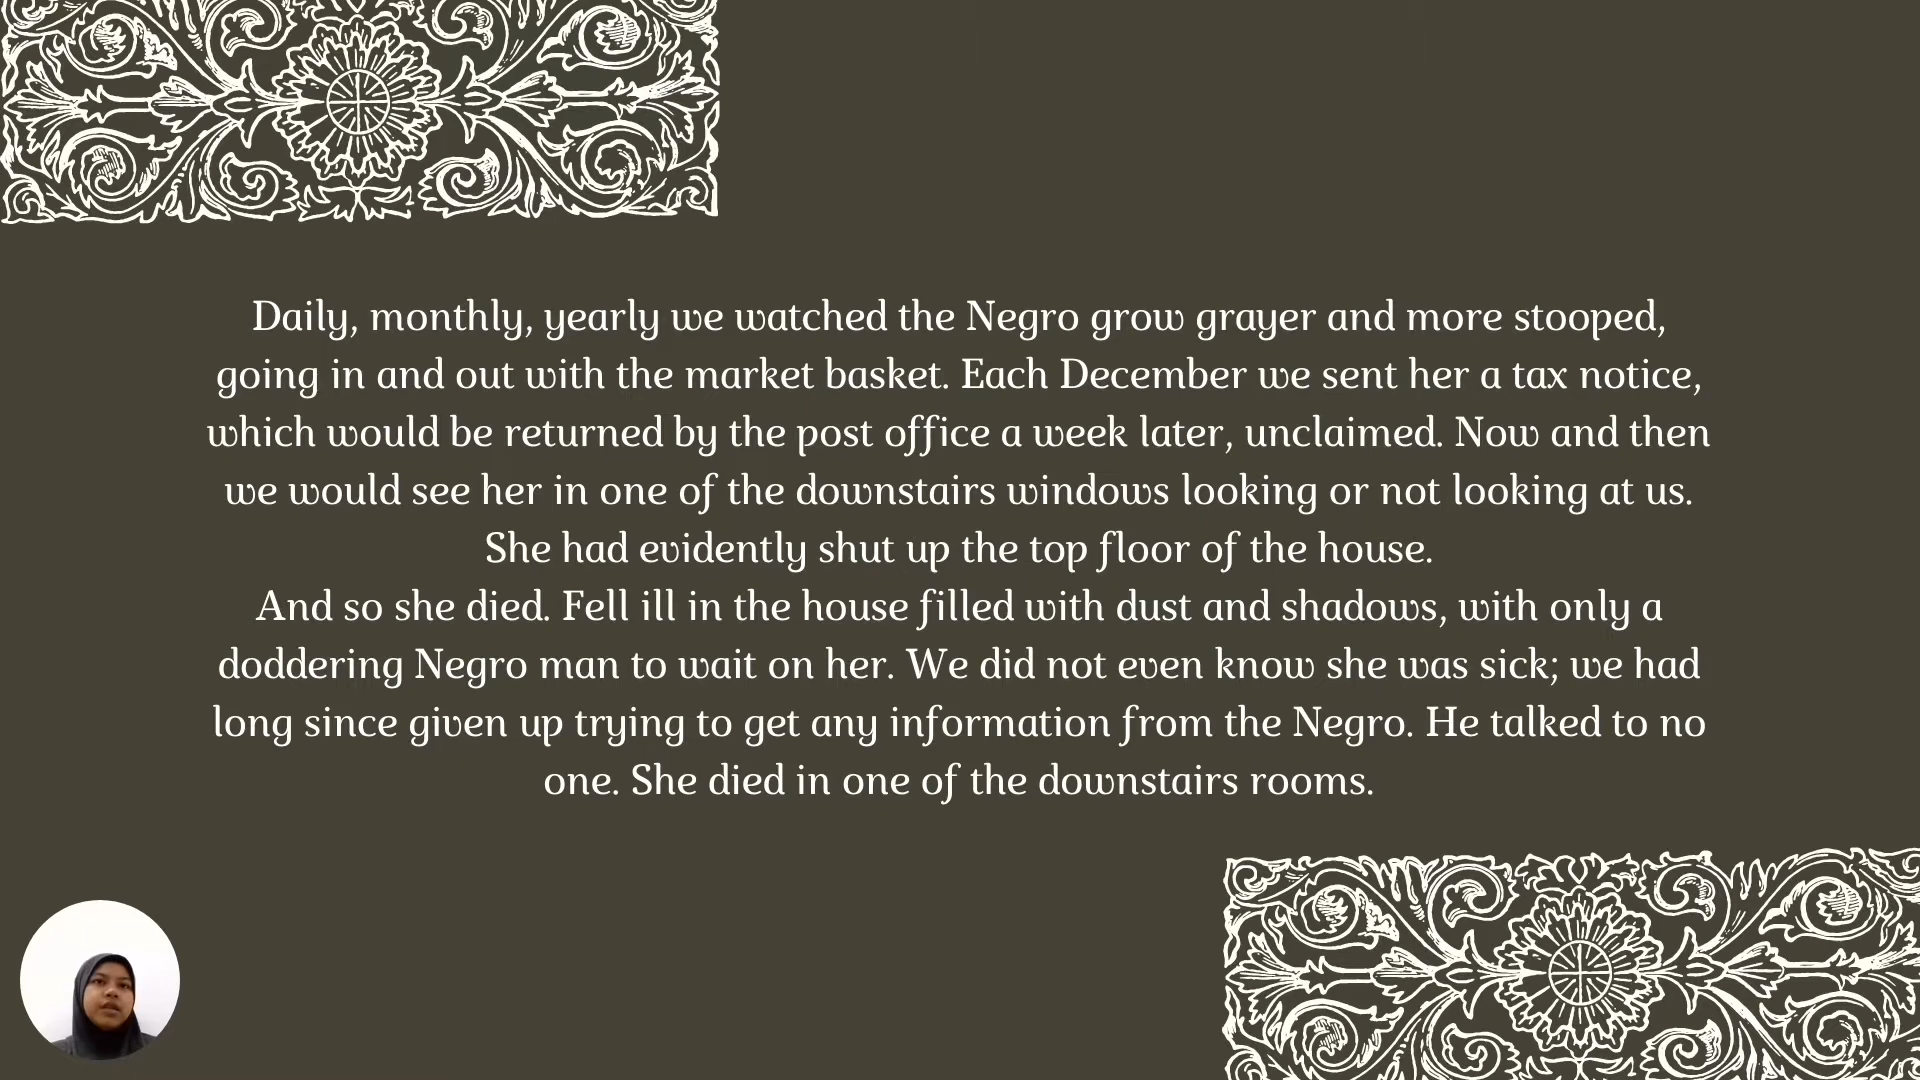 Daily, monthly, yearly we watched the Negro grow grayer and more stooped,
going in and out with the market basket. Each December we sent her a tax notice,
which would be returned by the post office a week later, unclaimed. Now and then
we would see her in one of the downstairs windows looking or not looking at us.
She had evidently shut up the top floor of the house.
And so she died. Fell ill in the house filled with dust and shadows, with only a
doddering Negro man to wait on her. We did not even know she was sick; we had
long since given up trying to get any information from the Negro. He talked to no
one. She died in one of the downstairs rooms.